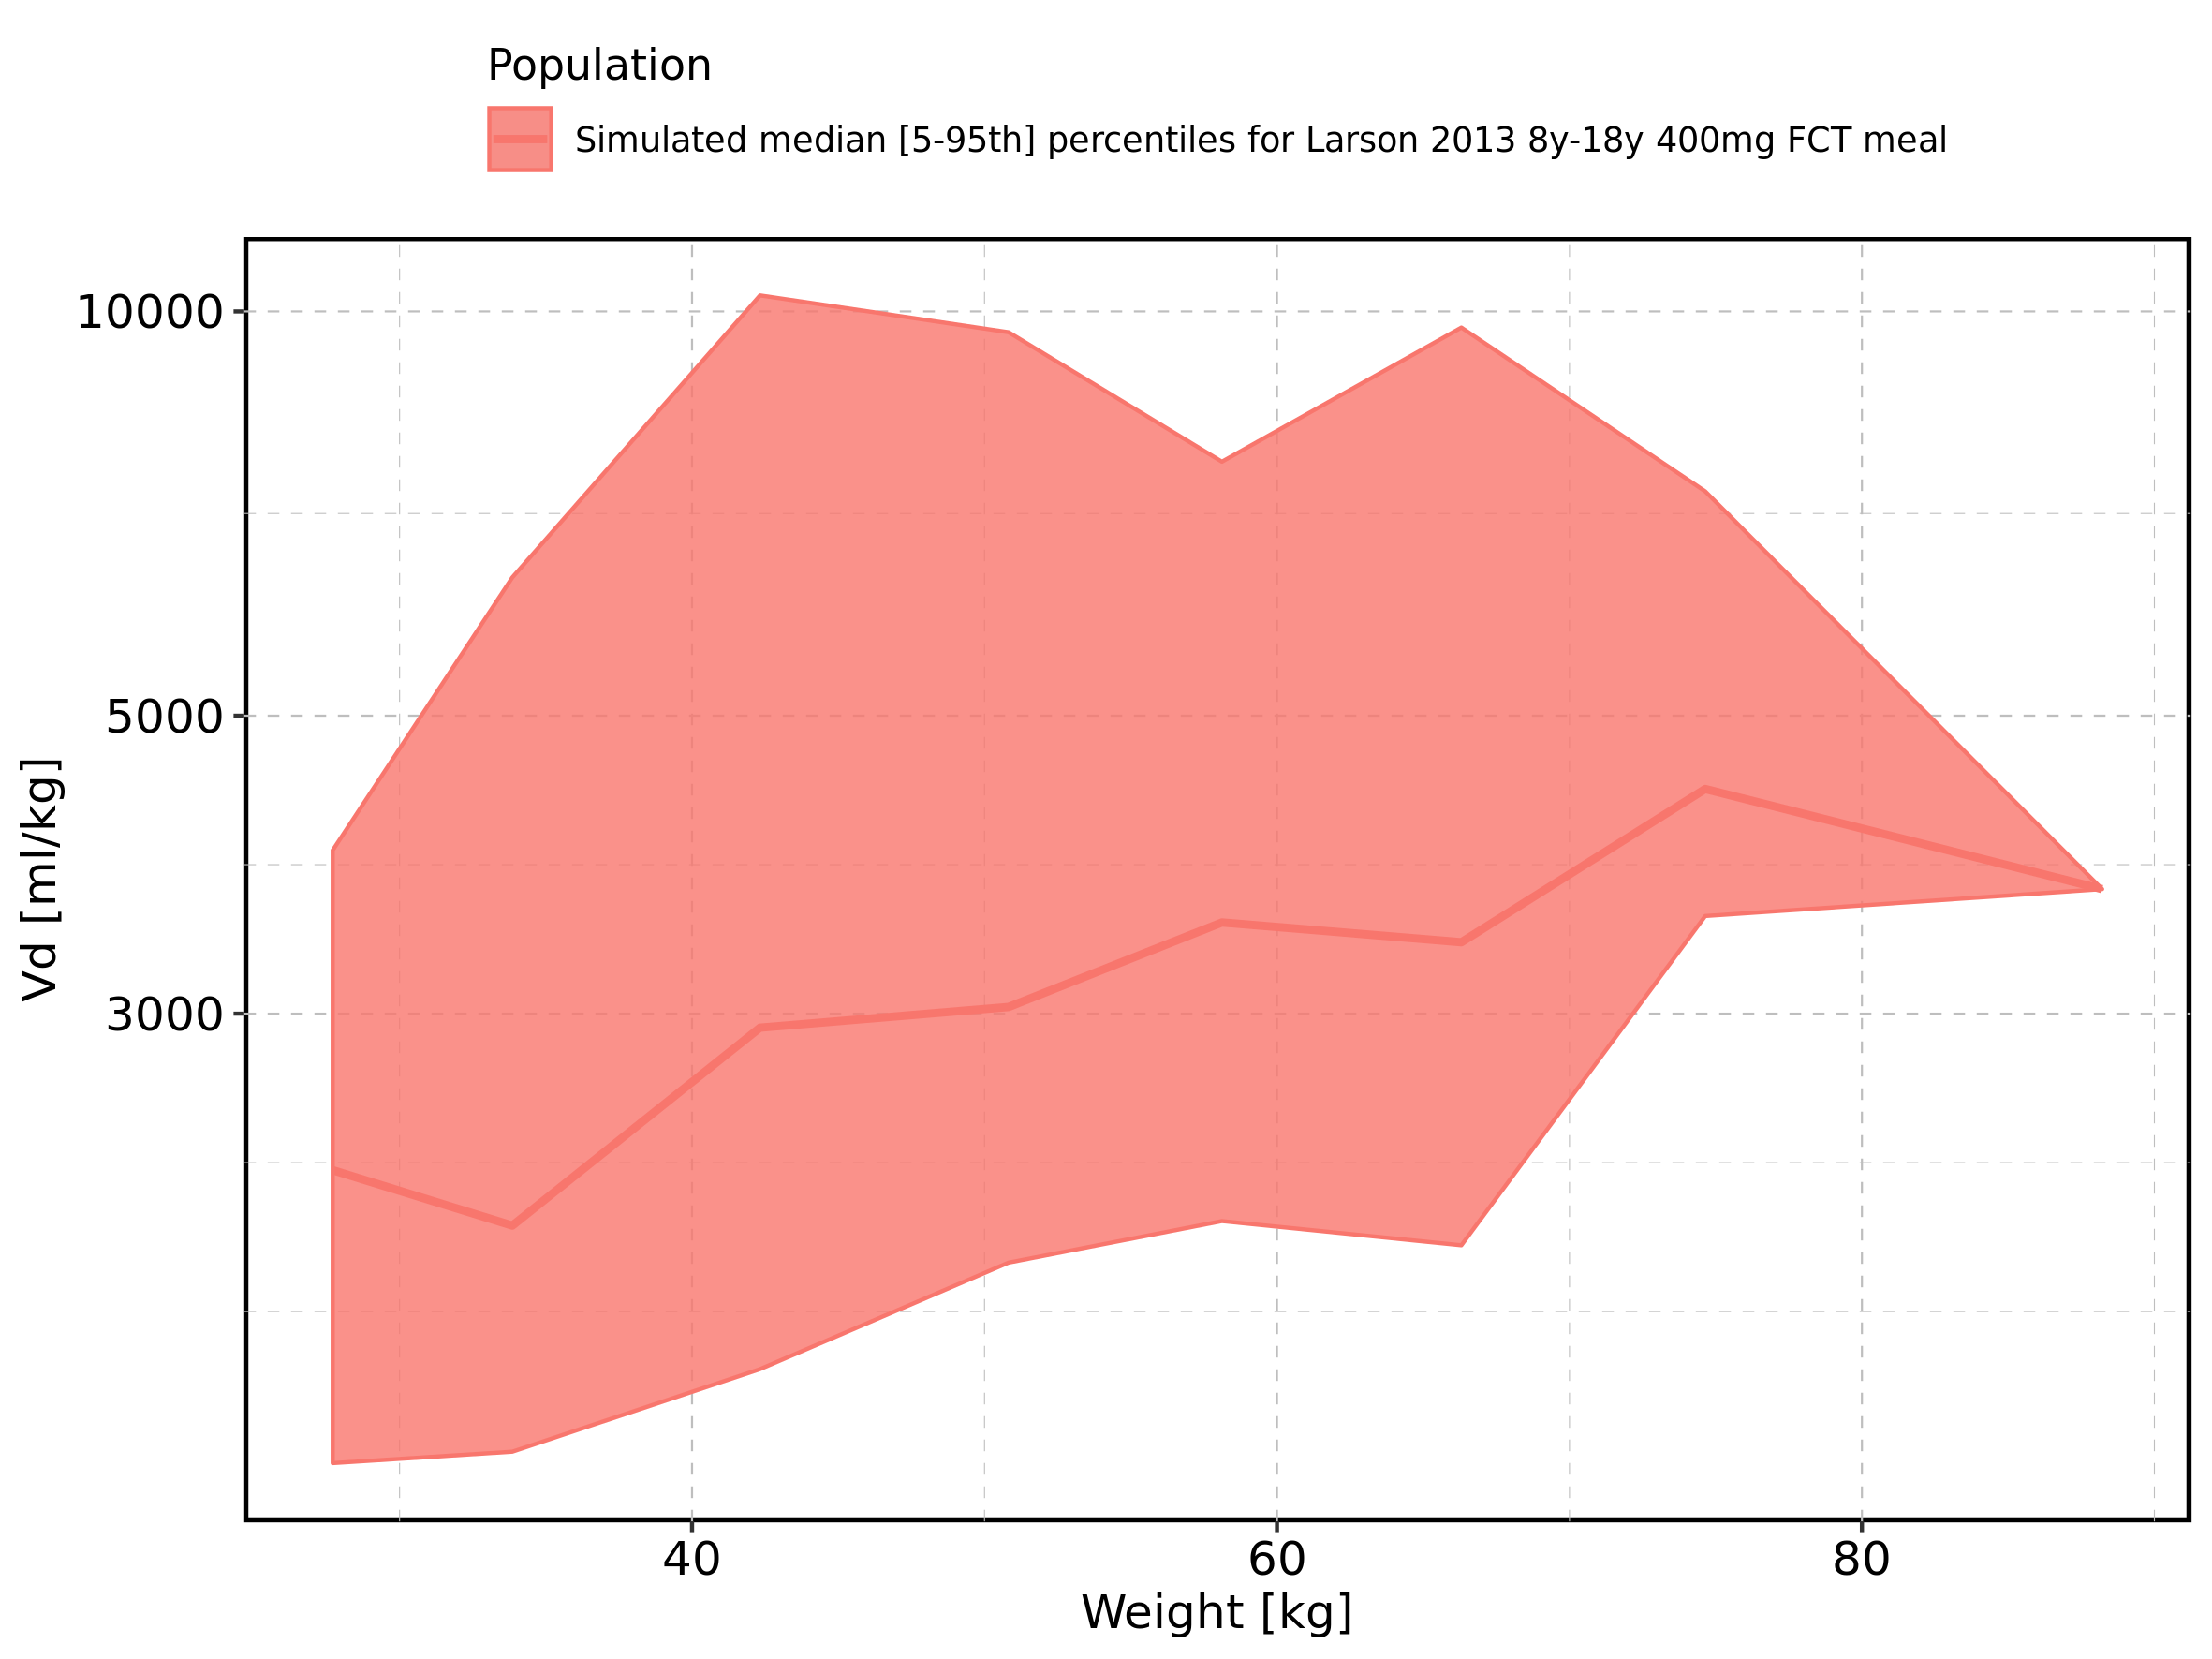 Population
Simulated median [5-95th] percentiles for Larson 2013 8y-18y 400mg FCT meal
10000
5000
3000
Vd [ml/kg]
40 60 80
Weight [kg]